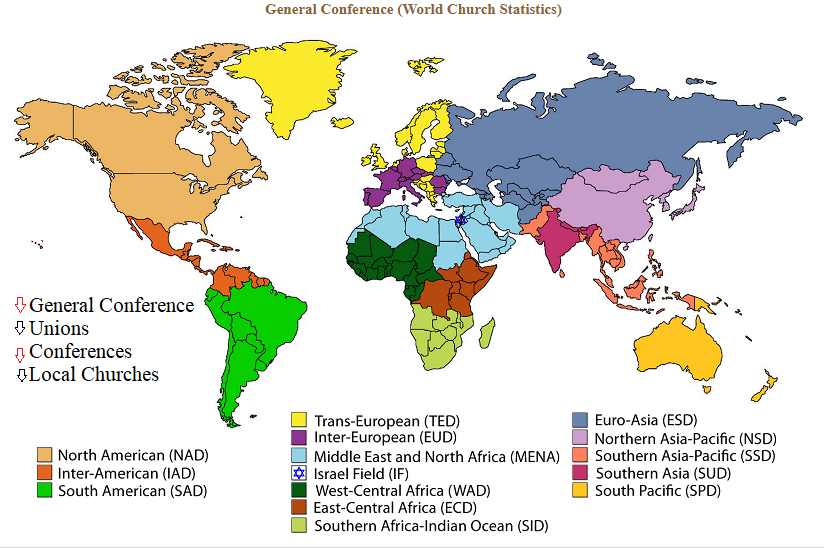 General Conference (World Church Statistics)
General Conference
Unions
Conferences
Local Churches
North American (NAD)
Inter-American (IAD)
South American (SAD)
Trans-European (TED)
Inter-European (EUD)
Middle East and North Africa (MENA)
Israel Field (IF)
West-Central Africa (WAD)
East-Central Africa (ECD)
Southern Africa-Indian Ocean (SID)
Euro-Asia (ESD)
Northern Asia-Pacific (NSD)
Southern Asia-Pacific (SSD)
Southern Asia (SUD)
South Pacific (SPD)